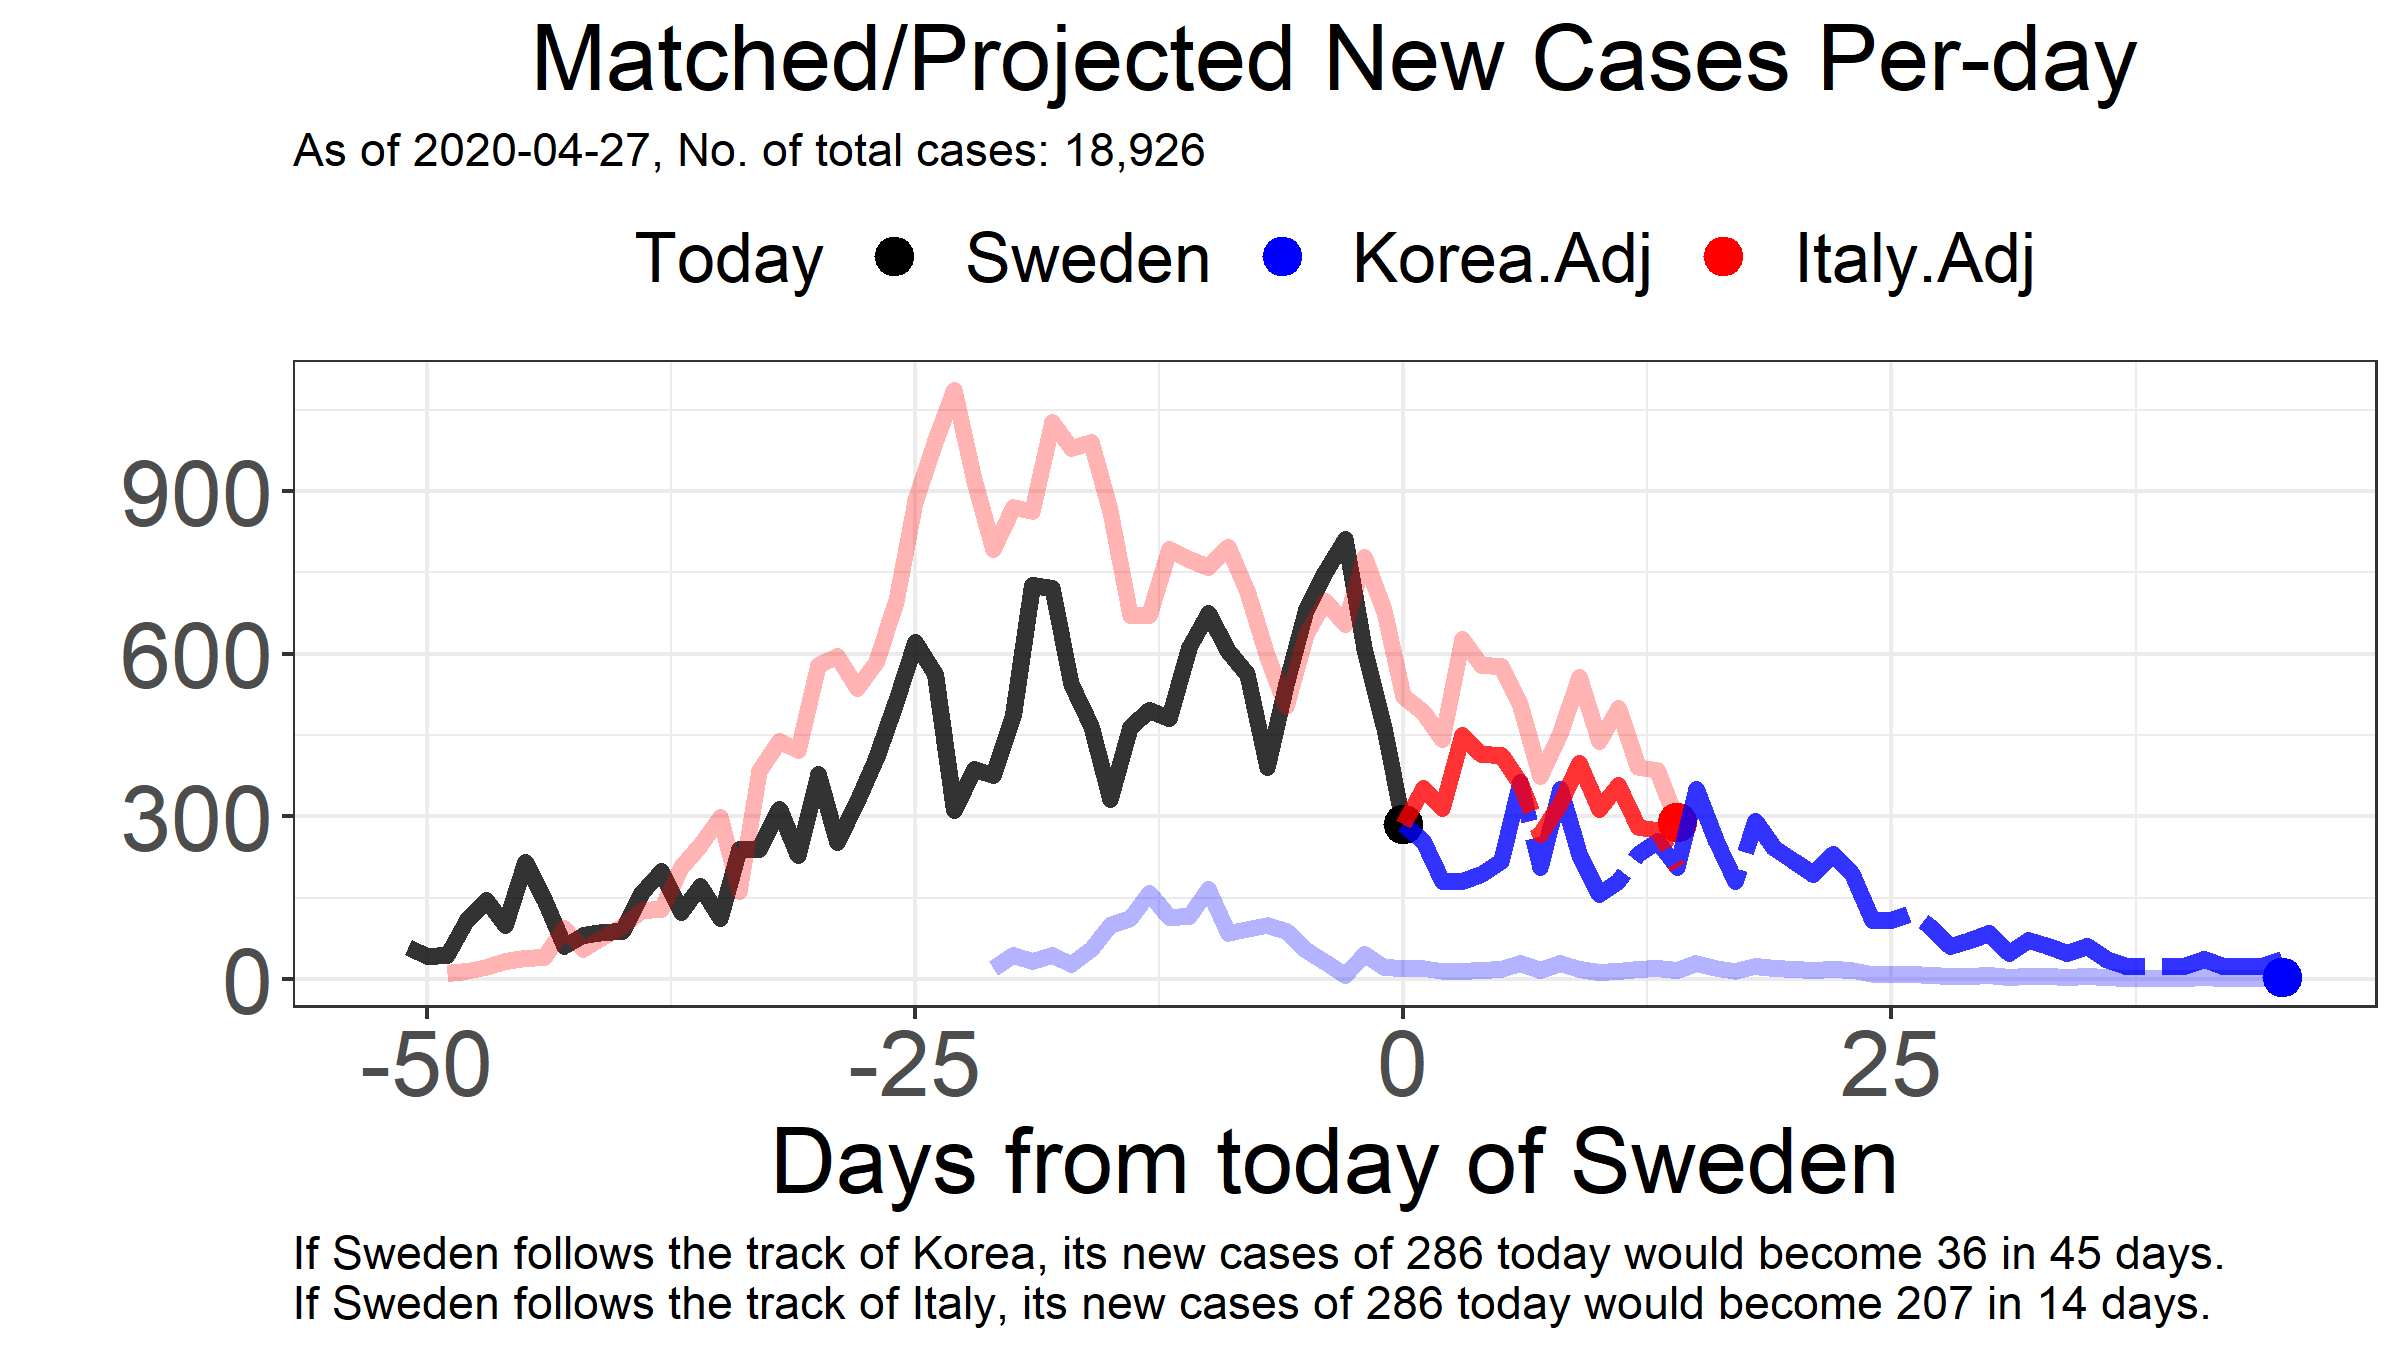 Matched/Projected New Cases Per-day
As of 2020-04-27, No. of total cases: 18,926
Today Sweden Korea.Adj Italy.Adj
900
600
300
0
-50 -25 0 25
Days from today of Sweden
If Sweden follows the track of Korea, its new cases of 286 today would become 36 in 45 days.
If Sweden follows the track of Italy, its new cases of 286 today would become 207 in 14 days.